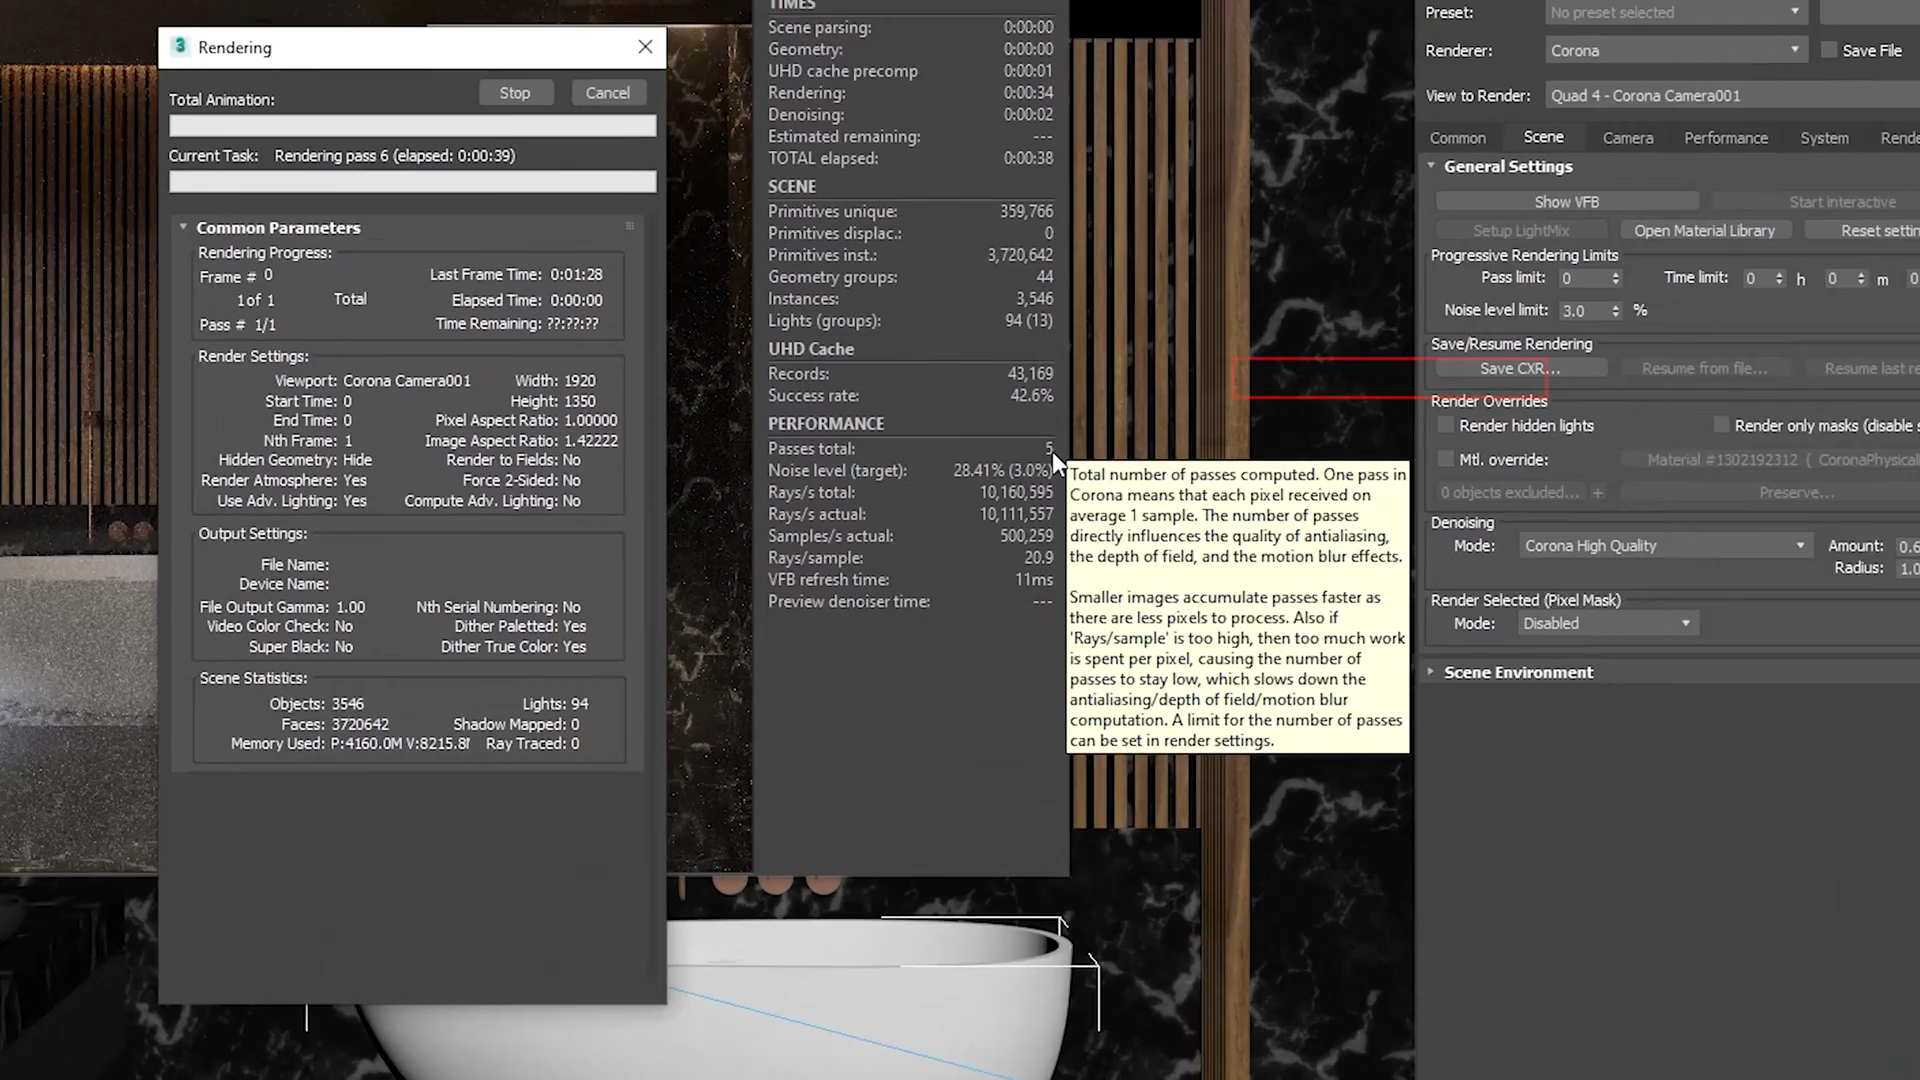 Rendering
Total Animation:
Stop
Cancel
Current Task: Rendering pass 6 (elapsed: 0:00:39)
Common Parameters
Rendering Progress:
Frame # 0
Last Frame Time: 0:01:28
1 of 1 Total
Elapsed Time: 0:00:00
Pass # 1/1
Time Remaining: ??:??:??
Render Settings:
Viewport: Corona Camera001 Width: 1920
Start Time: 0 Height: 1350
End Time: 0 Pixel Aspect Ratio: 1.00000
Nth Frame: 1 Image Aspect Ratio: 1.42222
Hidden Geometry: Hide Render to Fields: No
Render Atmosphere: Yes Force 2-Sided: No
Use Adv. Lighting: Yes Compute Adv. Lighting: No
Output Settings:
File Name:
Device Name:
File Output Gamma: 1.00 Nth Serial Numbering: No
Video Color Check: No Dither Paletted: Yes
Super Black: No Dither True Color: Yes
Scene Statistics:
Objects: 3546 Lights: 94
Faces: 3720642 Shadow Mapped: 0
Memory Used: P:4160.0M V:8215.8M Ray Traced: 0
TIMES
Scene parsing: 0:00:00
Geometry: 0:00:00
UHD cache precomp 0:00:01
Rendering: 0:00:34
Denoising: 0:00:02
Estimated remaining: ---
TOTAL elapsed: 0:00:38
SCENE
Primitives unique: 359,766
Primitives displac.: 0
Primitives inst.: 3,720,642
Geometry groups: 44
Instances: 3,546
Lights (groups): 94 (13)
UHD Cache
Records: 43,169
Success rate: 42.6%
PERFORMANCE
Passes total: 5
Noise level (target): 28.41% (3.0%)
Rays/s total: 10,160,595
Rays/s actual: 10,111,557
Samples/s actual: 500,259
Rays/sample: 20.9
VFB refresh time: 11ms
Preview denoiser time: ---
Total number of passes computed. One pass in
Corona means that each pixel received on
average 1 sample. The number of passes
directly influences the quality of antialiasing,
the depth of field, and the motion blur effects.
Smaller images accumulate passes faster as
there are less pixels to process. Also if
'Rays/sample' is too high, then too much work
is spent per pixel, causing the number of
passes to stay low, which slows down the
antialiasing/depth of field/motion blur
computation. A limit for the number of passes
can be set in render settings.
Preset: No preset selected
Renderer: Corona Save File
View to Render: Quad 4 - Corona Camera001
Common Scene Camera Performance System Rende
General Settings
Show VFB Start interactive
Setup LightMix Open Material Library Reset settin
Progressive Rendering Limits
Pass limit: 0 Time limit: 0 h 0 m 0
Noise level limit: 3.0 %
Save/Resume Rendering
Save CXR... Resume from file... Resume last re
Render Overrides
Render hidden lights Render only masks (disable s
Mtl. override: Material #1302192312 ( CoronaPhysical
0 objects excluded... + Preserve...
Denoising
Mode: Corona High Quality Amount: 0.6
Radius: 1.0
Render Selected (Pixel Mask)
Mode: Disabled
Scene Environment